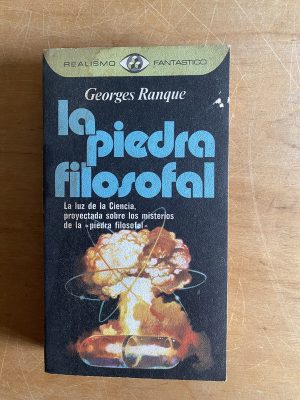 REALISMO FANTASTICO
Georges Ranque
la
piedra
filosofal
La luz de la Ciencia,
proyectada sobre los misterios
de la «piedra filosofal»